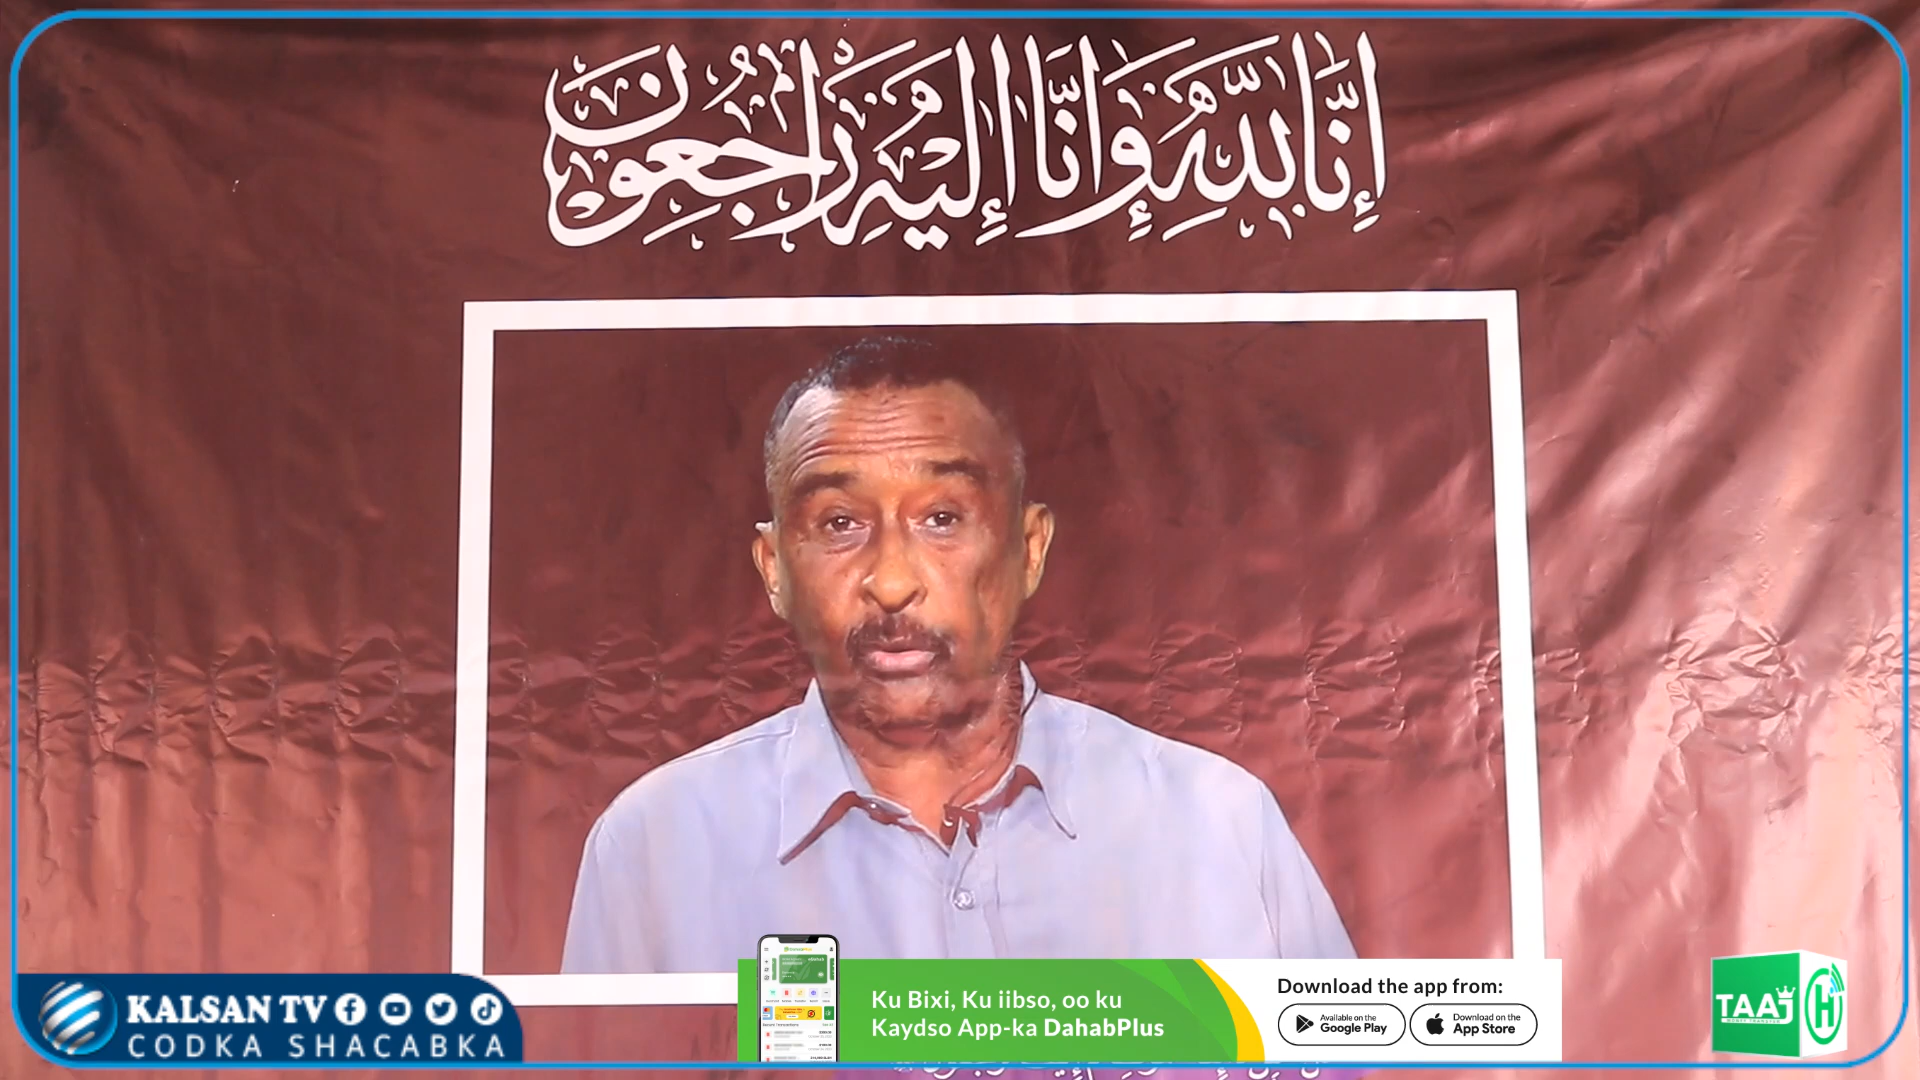 إِنَّا لِلَّٰهِ وَإِنَّا إِلَيْهِ رَاجِعُونَ
KALSAN TV
CODKA SHACABKA
Ku Bixi, Ku iibso, oo ku
Kaydso App-ka DahabPlus
Download the app from:
Available on the
Google Play
Download on the
App Store
TAAJ